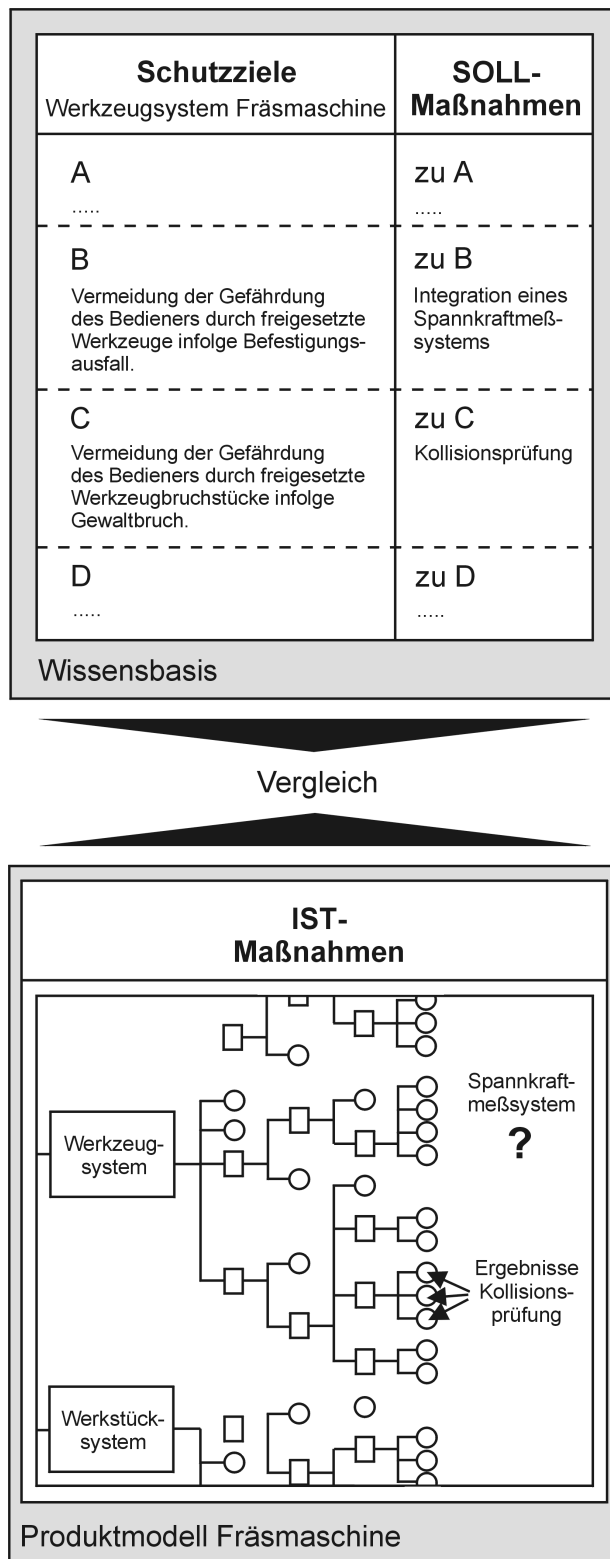 Schutzziele
Werkzeugsystem Fräsmaschine
SOLL-
Maßnahmen
A
.....
zu A
.....
B
Vermeidung der Gefährdung
des Bedieners durch freigesetzte
Werkzeuge infolge Befestigungs-
ausfall.
zu B
Integration eines
Spannkraftmeß-
systems
C
Vermeidung der Gefährdung
des Bedieners durch freigesetzte
Werkzeugbruchstücke infolge
Gewaltbruch.
zu C
Kollisionsprüfung
D
.....
zu D
.....
Wissensbasis
Vergleich
IST-
Maßnahmen
Werkzeug-
system
Spannkraft-
meßsystem
?
Ergebnisse
Kollisions-
prüfung
Werkstück-
system
Produktmodell Fräsmaschine